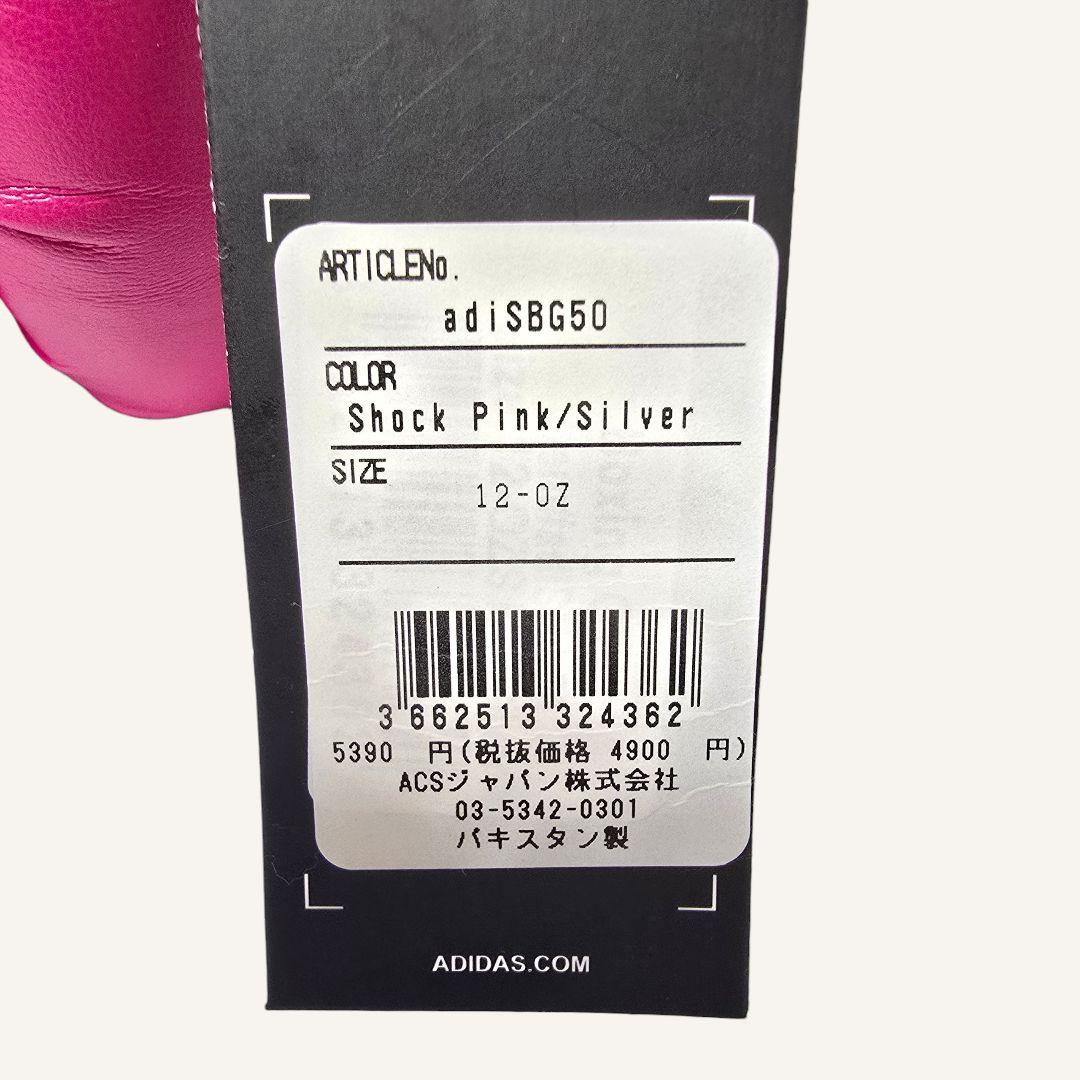 ARTICLENo.
adiSBG50
COLOR
Shock Pink/Silver
SIZE
12-OZ
3 662513 324362
5390 円(税抜価格 4900 円)
ACSジャパン株式会社
03-5342-0301
パキスタン製
ADIDAS.COM